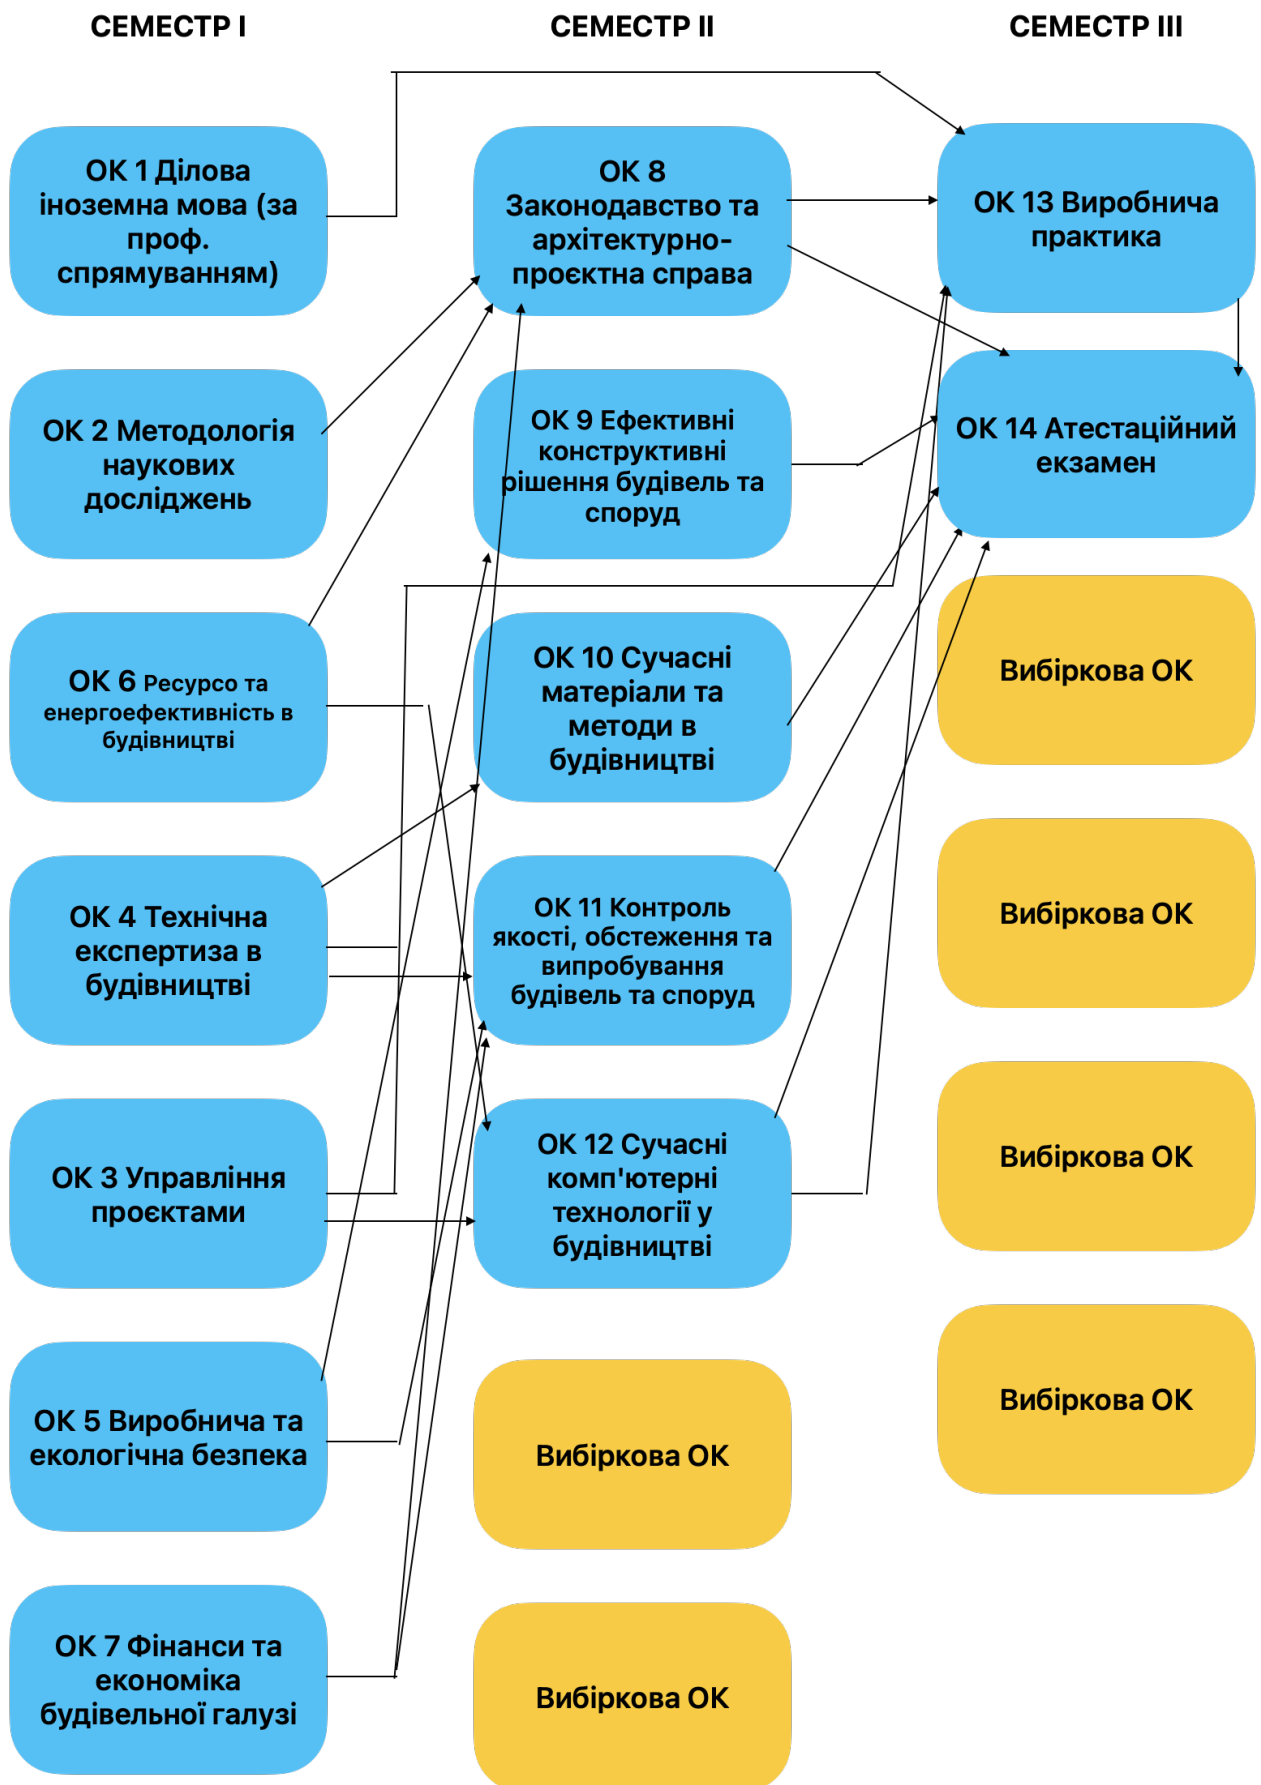 СЕМЕСТР І
СЕМЕСТР ІІ
СЕМЕСТР ІІІ
ОК 1 Ділова
іноземна мова (за
проф.
спрямуванням)
ОК 2 Методологія
наукових
досліджень
ОК 6 Ресурсо та
енергоефективність в
будівництві
ОК 4 Технічна
експертиза в
будівництві
ОК 3 Управління
проєктами
ОК 5 Виробнича та
екологічна безпека
ОК 7 Фінанси та
економіка
будівельної галузі
ОК 8
Законодавство та
архітектурно-
проєктна справа
ОК 9 Ефективні
конструктивні
рішення будівель та
споруд
ОК 10 Сучасні
матеріали та
методи в
будівництві
ОК 11 Контроль
якості, обстеження та
випробування
будівель та споруд
ОК 12 Сучасні
комп'ютерні
технології у
будівництві
Вибіркова ОК
Вибіркова ОК
ОК 13 Виробнича
практика
ОК 14 Атестаційний
екзамен
Вибіркова ОК
Вибіркова ОК
Вибіркова ОК
Вибіркова ОК